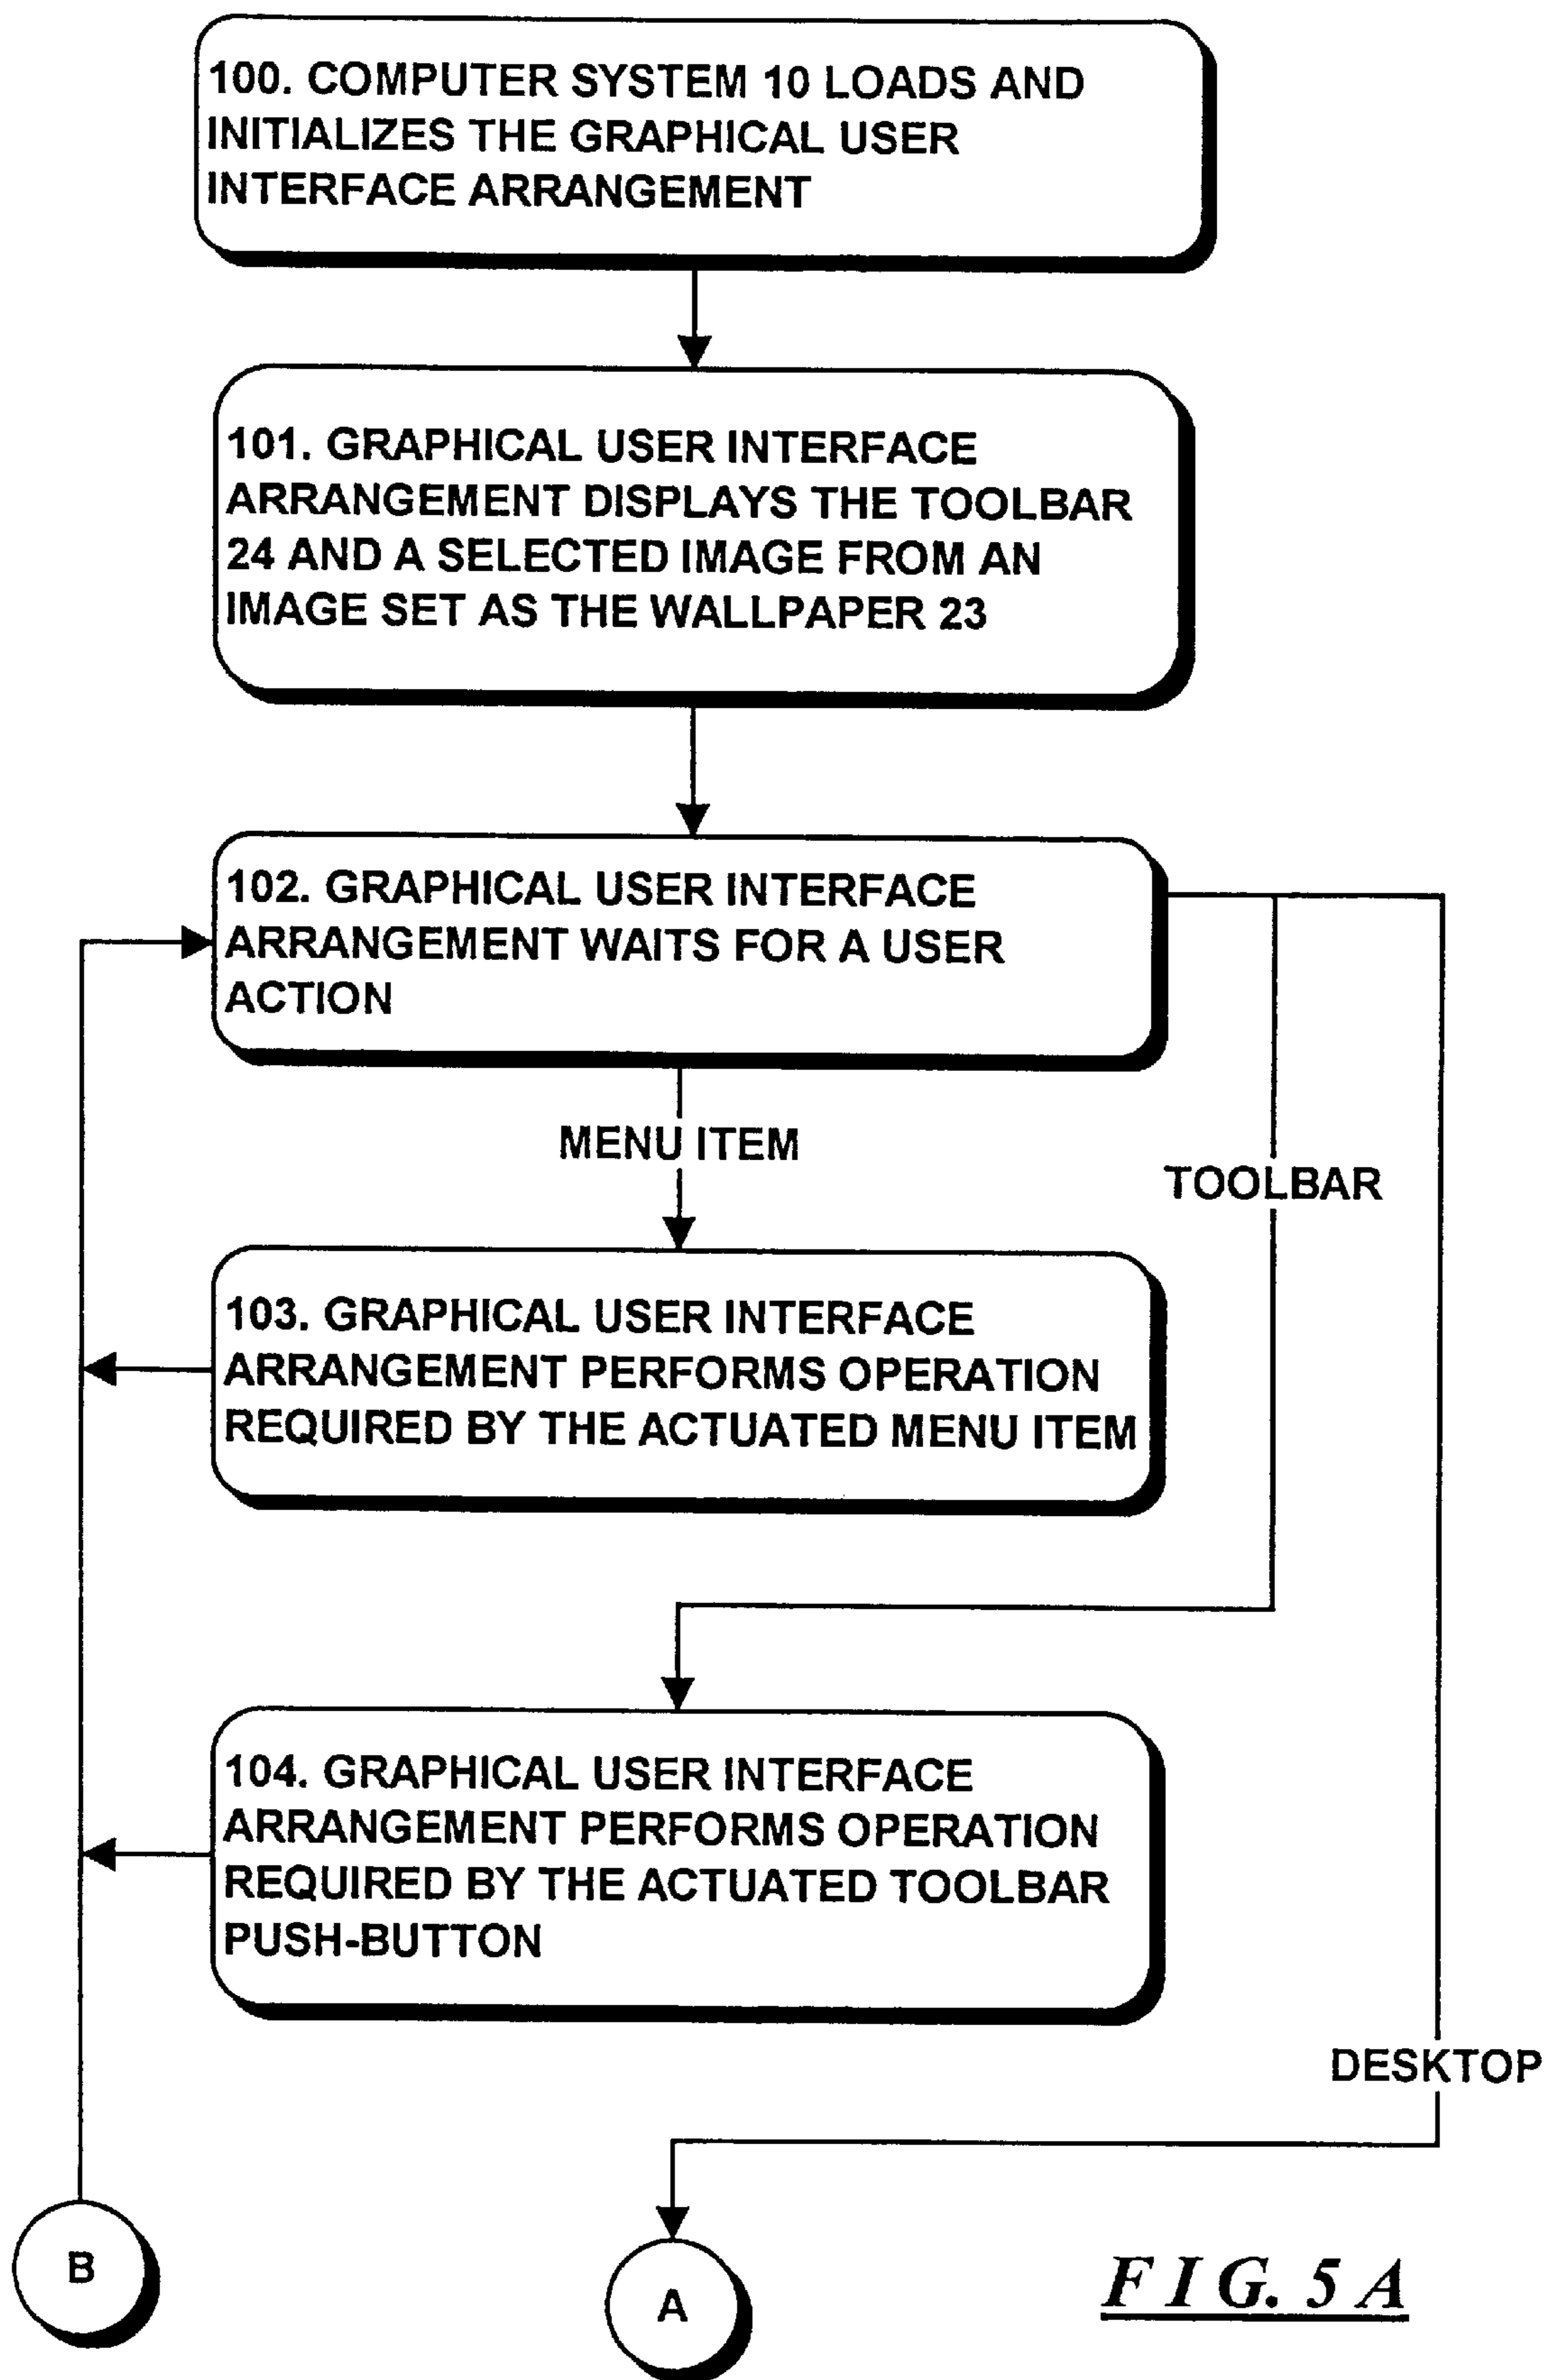 100. COMPUTER SYSTEM 10 LOADS AND
INITIALIZES THE GRAPHICAL USER
INTERFACE ARRANGEMENT
101. GRAPHICAL USER INTERFACE
ARRANGEMENT DISPLAYS THE TOOLBAR
24 AND A SELECTED IMAGE FROM AN
IMAGE SET AS THE WALLPAPER 23
102. GRAPHICAL USER INTERFACE
ARRANGEMENT WAITS FOR A USER
ACTION
MENU ITEM
TOOLBAR
103. GRAPHICAL USER INTERFACE
ARRANGEMENT PERFORMS OPERATION
REQUIRED BY THE ACTUATED MENU ITEM
104. GRAPHICAL USER INTERFACE
ARRANGEMENT PERFORMS OPERATION
REQUIRED BY THE ACTUATED TOOLBAR
PUSH-BUTTON
DESKTOP
B
A
FIG. 5A